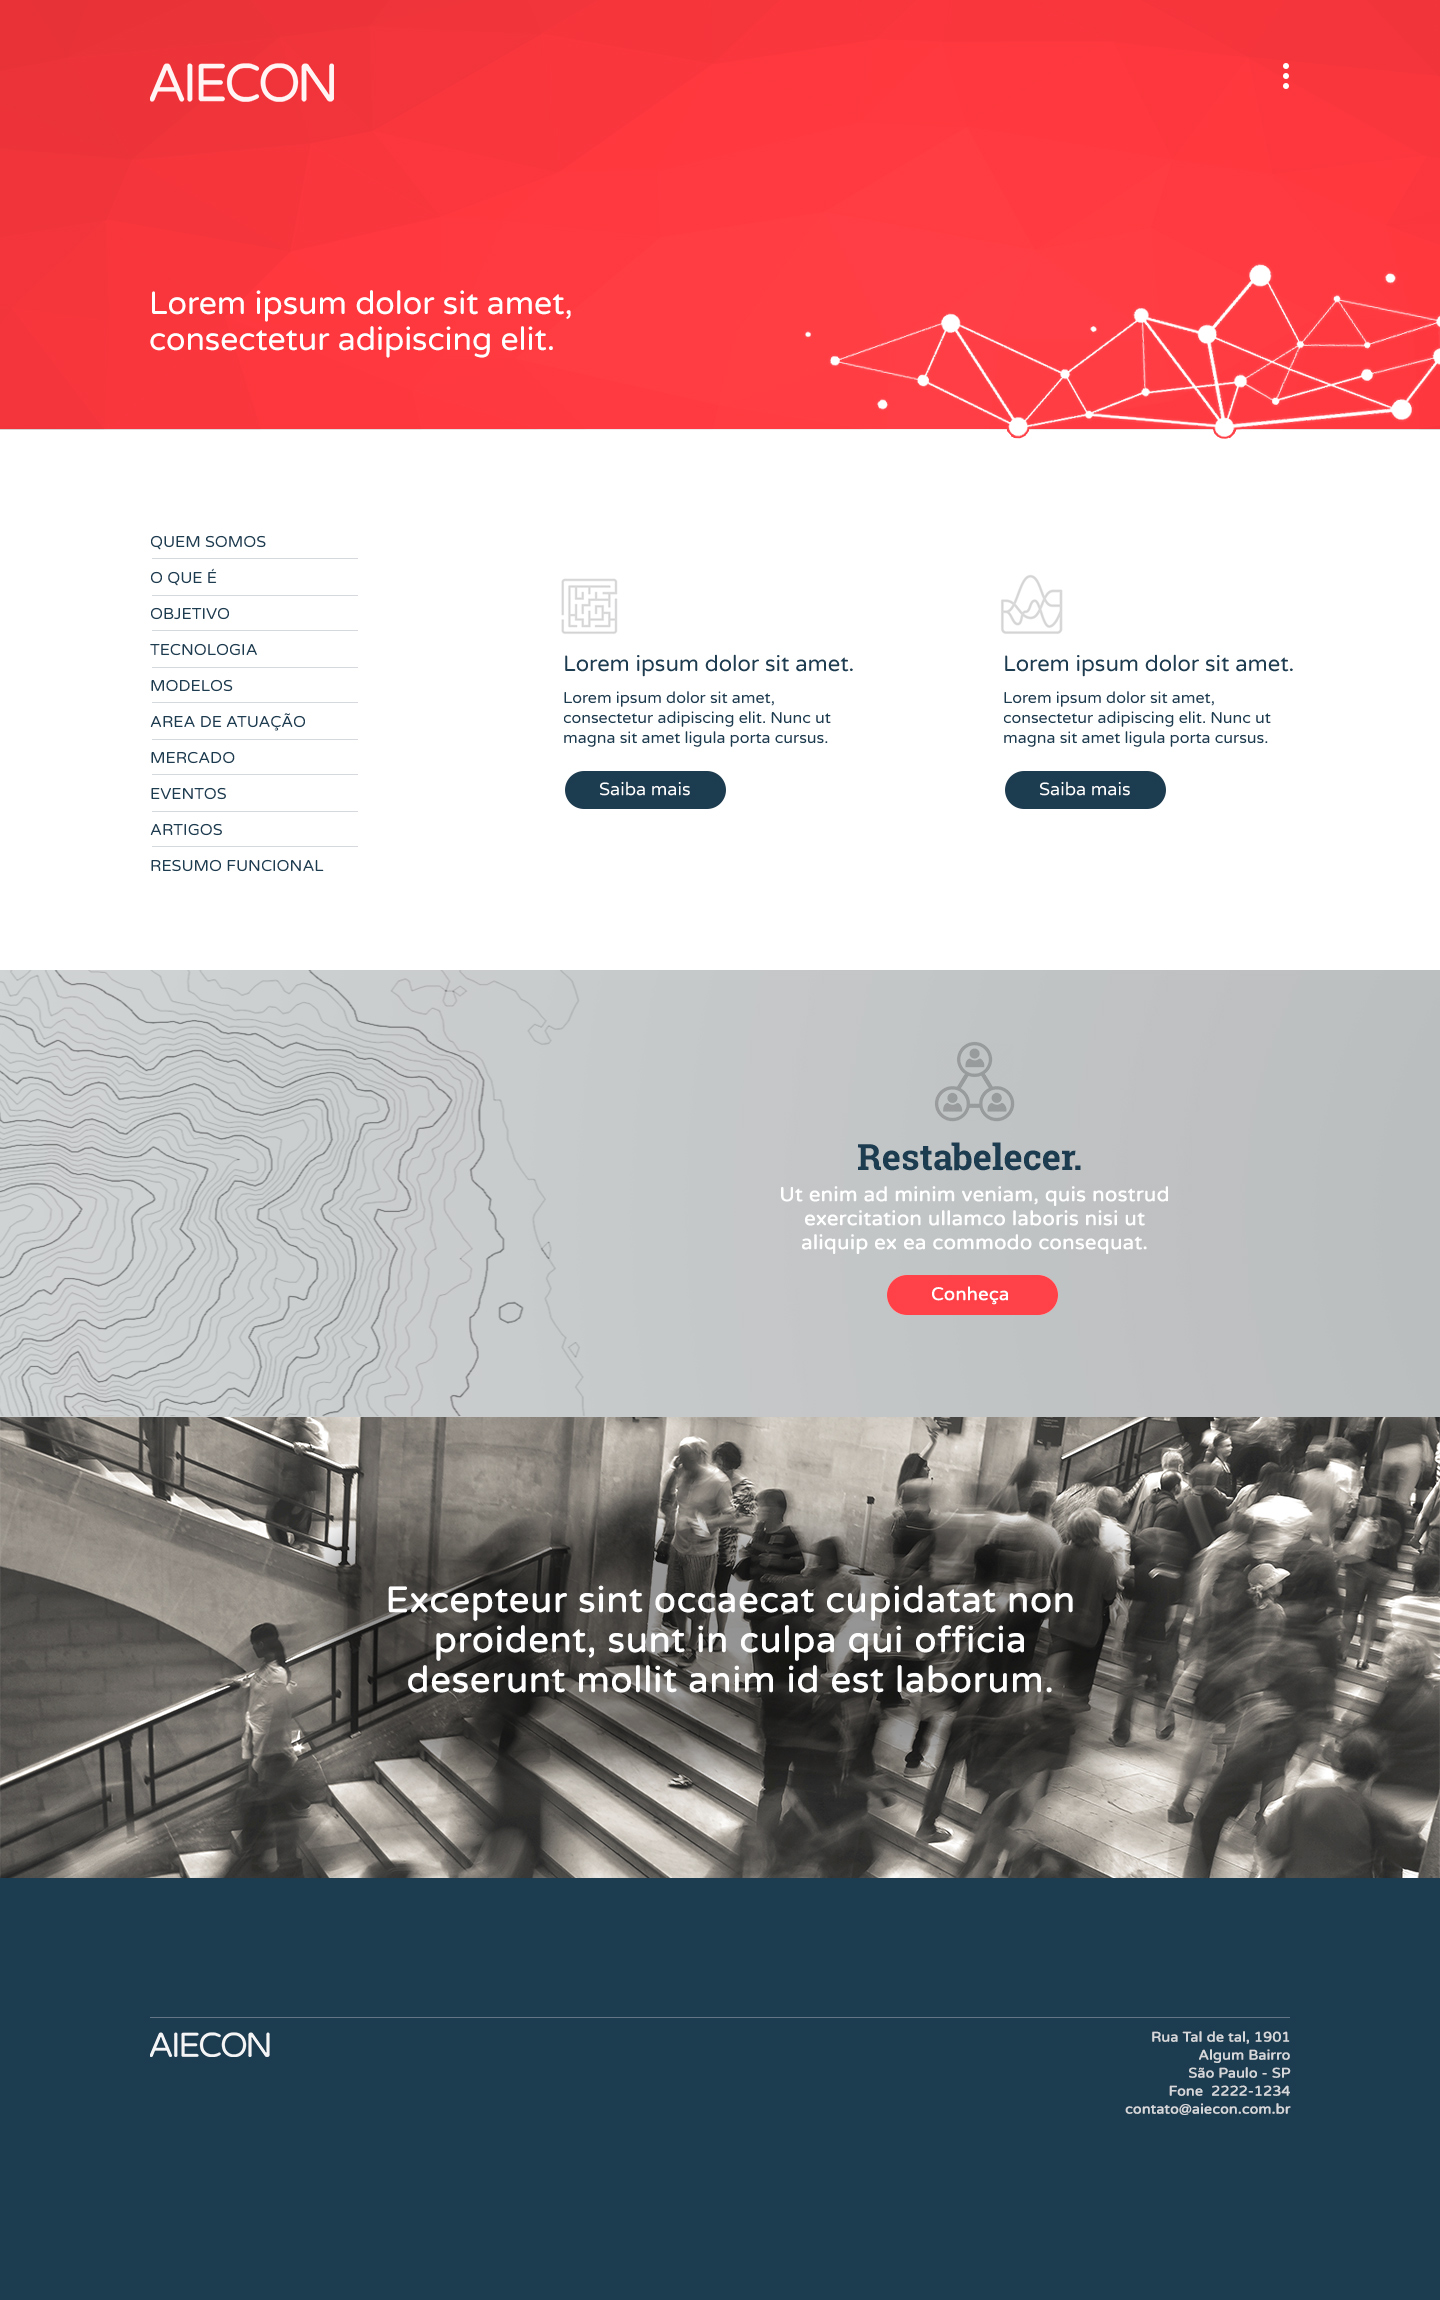 AIECON
Lorem ipsum dolor sit amet,
consectetur adipiscing elit.
QUEM SOMOS
O QUE É
OBJETIVO
TECNOLOGIA
MODELOS
AREA DE ATUAÇÃO
MERCADO
EVENTOS
ARTIGOS
RESUMO FUNCIONAL
Lorem ipsum dolor sit amet.
Lorem ipsum dolor sit amet,
consectetur adipiscing elit. Nunc ut
magna sit amet ligula porta cursus.
Saiba mais
Lorem ipsum dolor sit amet.
Lorem ipsum dolor sit amet,
consectetur adipiscing elit. Nunc ut
magna sit amet ligula porta cursus.
Saiba mais
Restabelecer.
Ut enim ad minim veniam, quis nostrud
exercitation ullamco laboris nisi ut
aliquip ex ea commodo consequat.
Conheça
Excepteur sint occaecat cupidatat non
proident, sunt in culpa qui officia
deserunt mollit anim id est laborum.
AIECON
Rua Tal de tal, 1901
Algum Bairro
São Paulo - SP
Fone  2222-1234
contato@aiecon.com.br